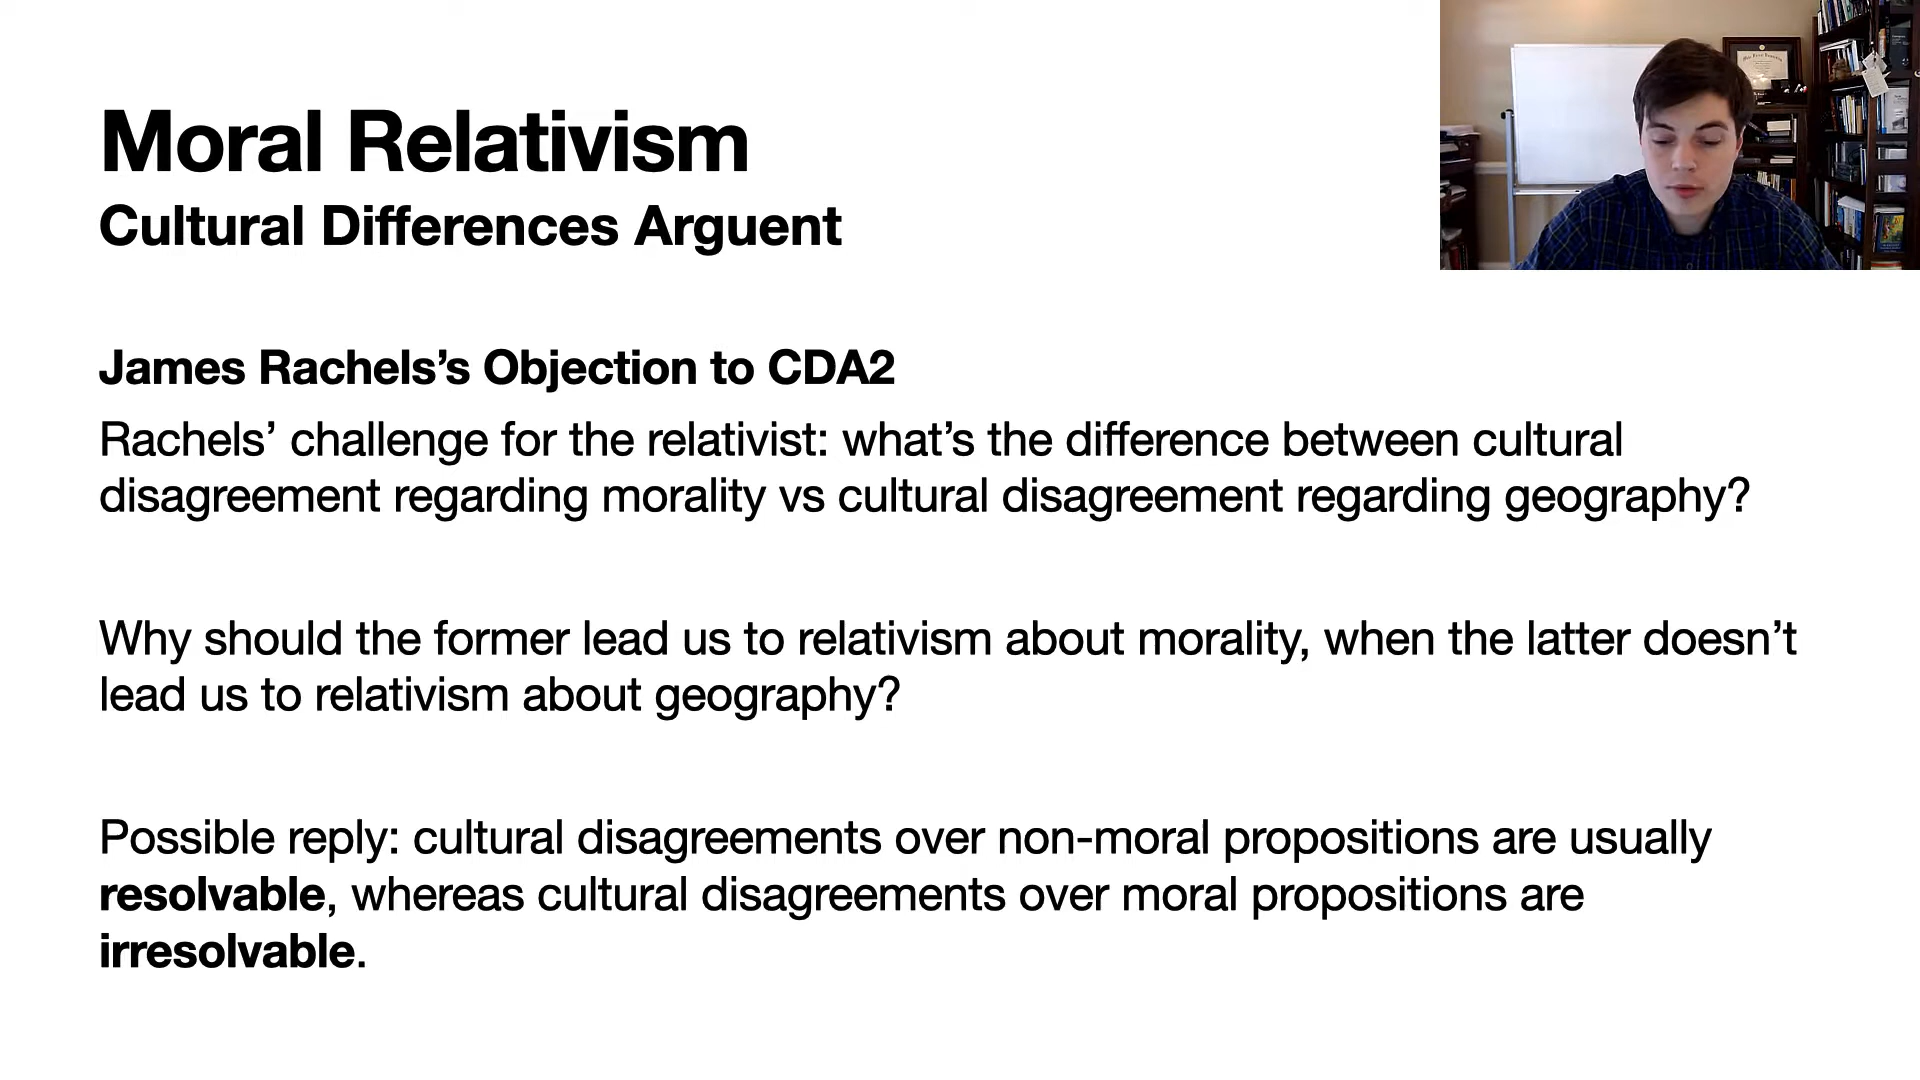 Moral Relativism
Cultural Differences Arguent
James Rachels’s Objection to CDA2
Rachels’ challenge for the relativist: what’s the difference between cultural
disagreement regarding morality vs cultural disagreement regarding geography?
Why should the former lead us to relativism about morality, when the latter doesn’t
lead us to relativism about geography?
Possible reply: cultural disagreements over non-moral propositions are usually
resolvable, whereas cultural disagreements over moral propositions are
irresolvable.